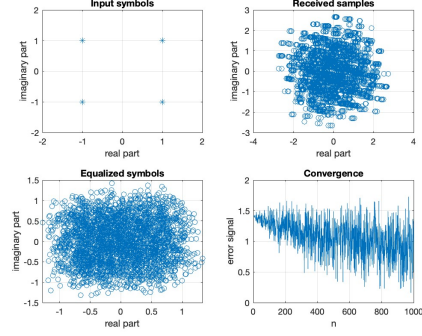 Input symbols
2
1
0
-1
-2
-2 -1 0 1 2
imaginary part
real part
Received samples
3
2
1
0
-1
-2
-3
-4 -2 0 2 4
imaginary part
real part
Equalized symbols
1.5
1
0.5
0
-0.5
-1
-1.5
-1 -0.5 0 0.5 1
imaginary part
real part
Convergence
2
1.5
1
0.5
0
0 200 400 600 800 1000
error signal
n